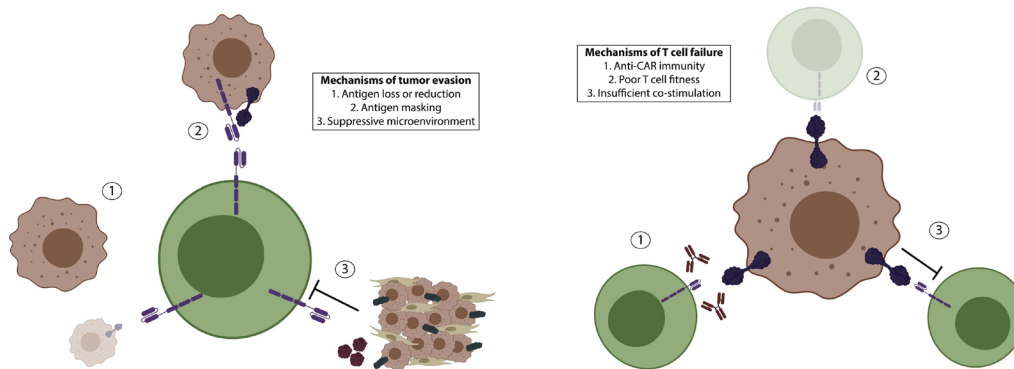 Mechanisms of tumor evasion
1. Antigen loss or reduction
2. Antigen masking
3. Suppressive microenvironment
2
1
3
Mechanisms of T cell failure
1. Anti-CAR immunity
2. Poor T cell fitness
3. Insufficient co-stimulation
2
1
3